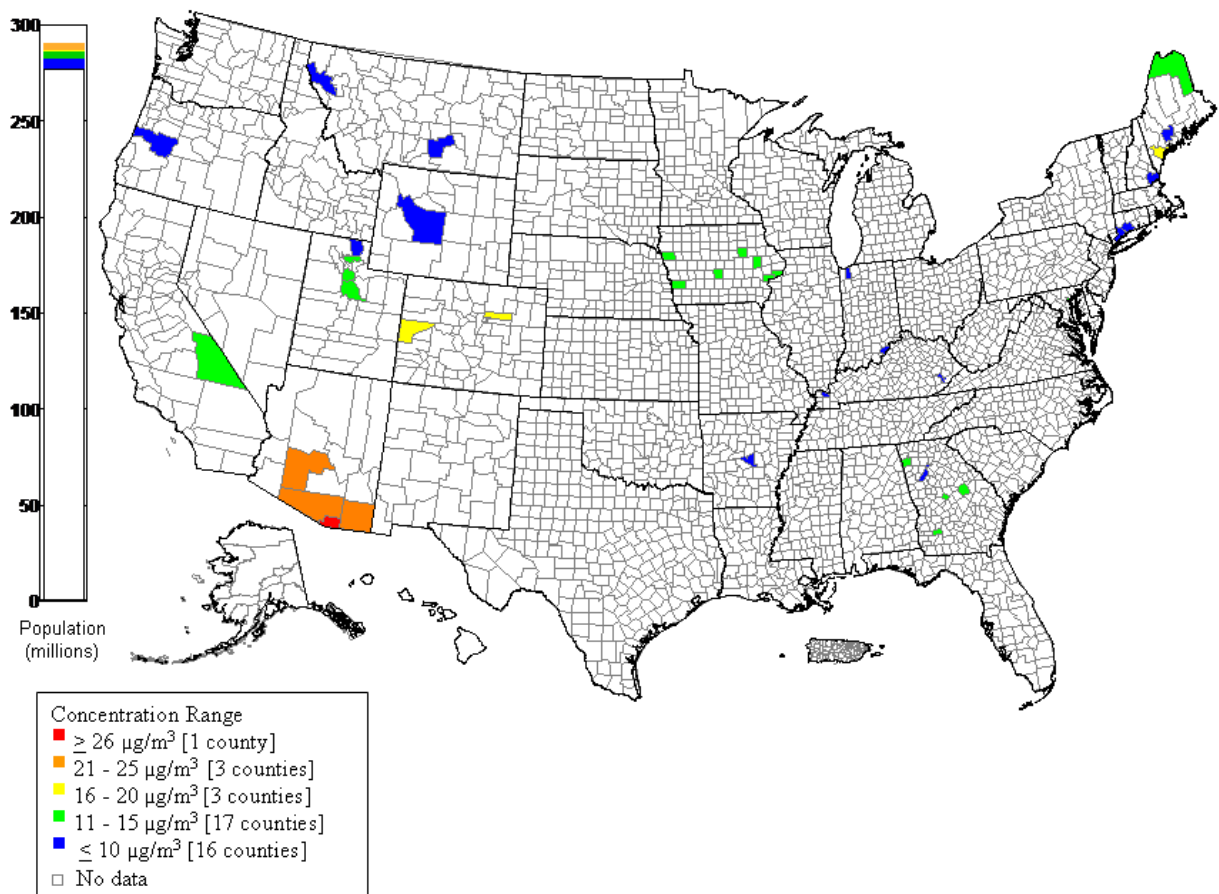 300
250
200
150
100
50
0
Population
(millions)
Concentration Range
≥ 26 µg/m³ [1 county]
21 - 25 µg/m³ [3 counties]
16 - 20 µg/m³ [3 counties]
11 - 15 µg/m³ [17 counties]
≤ 10 µg/m³ [16 counties]
No data